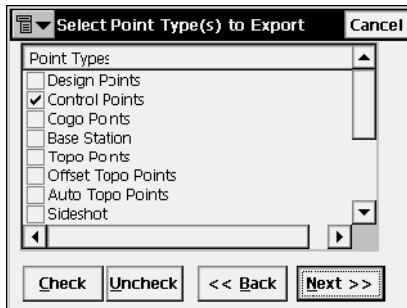 Select Point Type(s) to Export Cancel
Point Types
Design Points
Control Points
Cogo Points
Base Station
Topo Points
Offset Topo Points
Auto Topo Points
Sideshot
Check Uncheck << Back Next >>